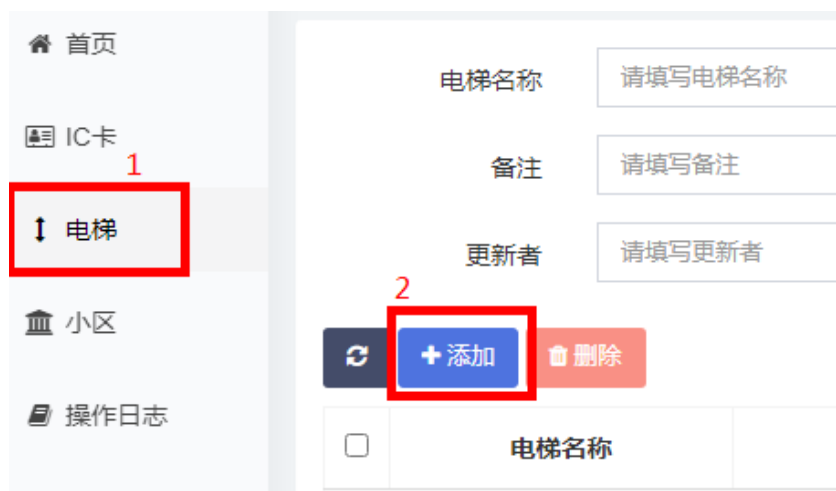 首页
IC卡
1
电梯
小区
操作日志
电梯名称 请填写电梯名称
备注 请填写备注
更新者 请填写更新者
2
添加 删除
电梯名称